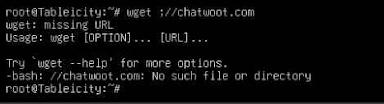 root@Tableicity:~# wget ;//chatwoot.com
wget: missing URL
Usage: wget [OPTION]... [URL]...

Try `wget --help' for more options.
-bash: //chatwoot.com: No such file or directory
root@Tableicity:~#